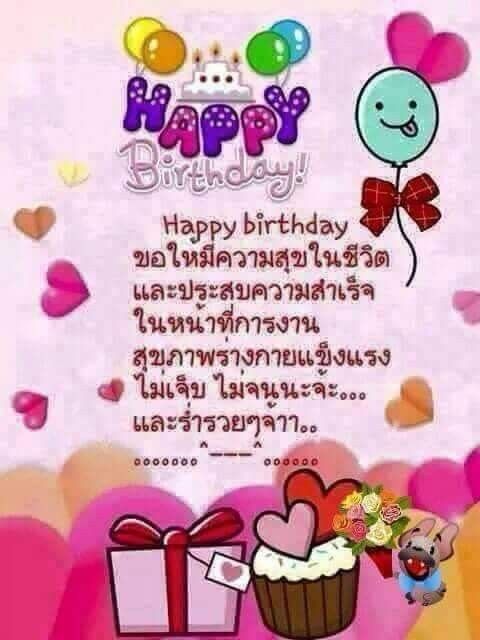 HAPPY
Birthday!
Happy birthday
ขอให้มีความสุขในชีวิต
และประสบความสำเร็จ
ในหน้าที่การงาน
สุขภาพร่างกายแข็งแรง
ไม่เจ็บ ไม่จนนะจ้ะ...
และร่ำรวยๆจ้าา..
.......^---^......